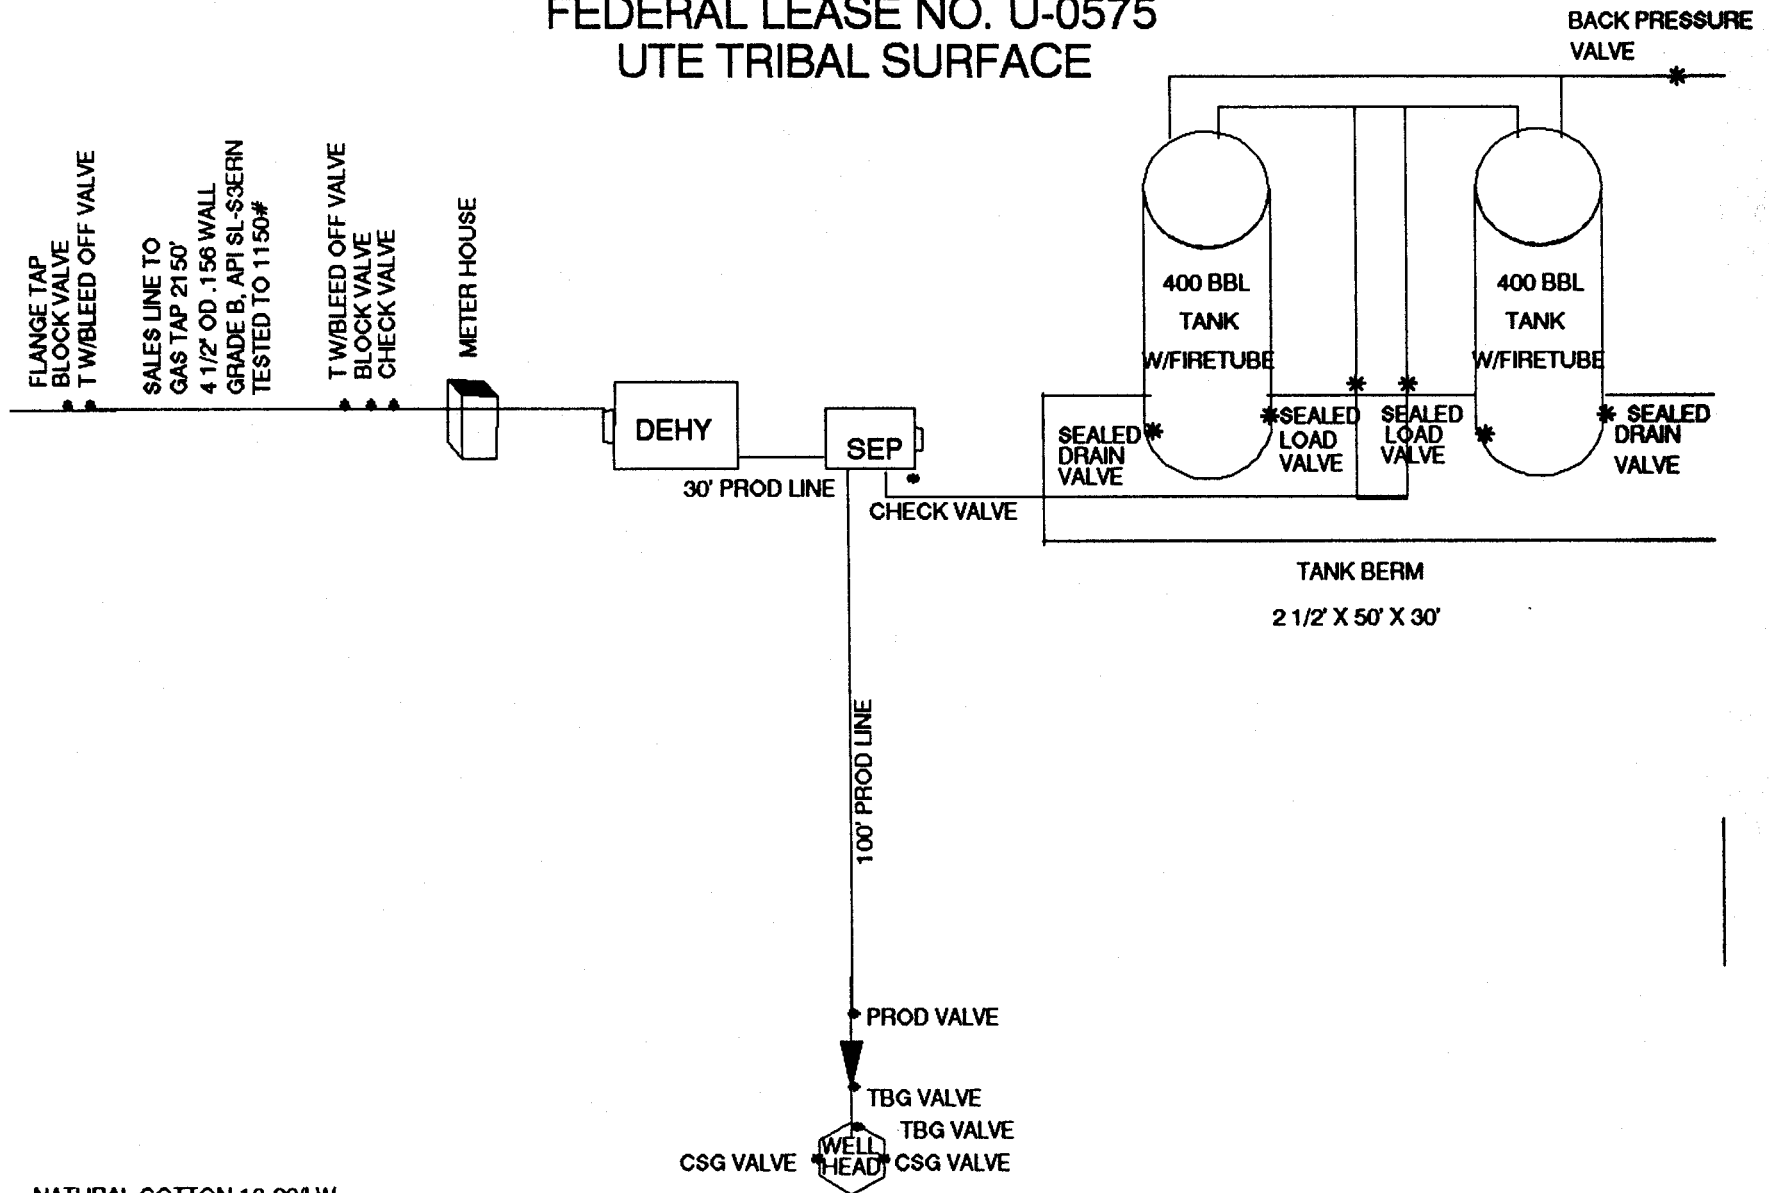 FEDERAL LEASE NO. U-0575
UTE TRIBAL SURFACE
BACK PRESSURE
VALVE
FLANGE TAP
BLOCK VALVE
T W/BLEED OFF VALVE
SALES LINE TO
GAS TAP 2150'
4 1/2" OD .156 WALL
GRADE B, API SL-S3ERN
TESTED TO 1150#
T W/BLEED OFF VALVE
BLOCK VALVE
CHECK VALVE
METER HOUSE
DEHY
30' PROD LINE
SEP
CHECK VALVE
400 BBL
TANK
W/FIRETUBE
400 BBL
TANK
W/FIRETUBE
SEALED
DRAIN
VALVE
SEALED
LOAD
VALVE
SEALED
LOAD
VALVE
SEALED
DRAIN
VALVE
TANK BERM
2 1/2' X 50' X 30'
100' PROD LINE
PROD VALVE
TBG VALVE
TBG VALVE
CSG VALVE
WELL
HEAD
CSG VALVE
NATURAL COTTON